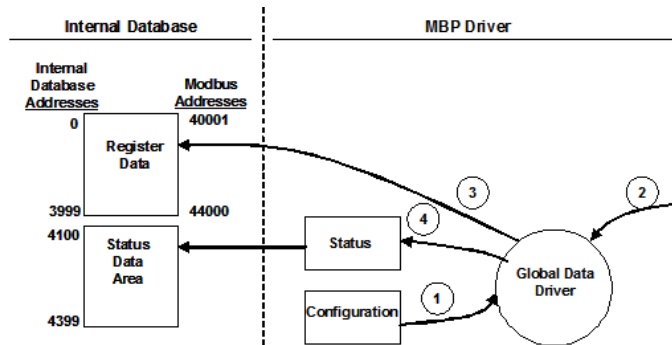 Internal Database
MBP Driver
Internal
Database
Addresses
Modbus
Addresses
0
40001
Register
Data
3999
44000
4100
Status
Data
Area
4399
Status
Configuration
Global Data
Driver
1
2
3
4